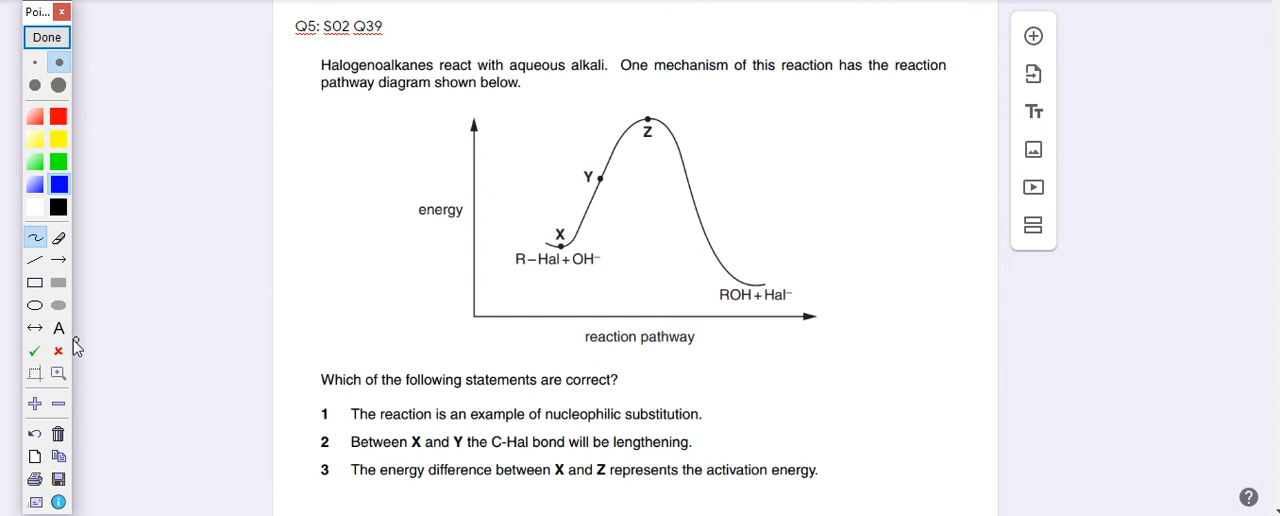 Poi... x
Done
A
Q5: S02 Q39
Halogenoalkanes react with aqueous alkali. One mechanism of this reaction has the reaction
pathway diagram shown below.
Z
Y
energy
X
R–Hal+OH⁻
ROH+Hal⁻
reaction pathway
Which of the following statements are correct?
1 The reaction is an example of nucleophilic substitution.
2 Between X and Y the C-Hal bond will be lengthening.
3 The energy difference between X and Z represents the activation energy.
Tт
?